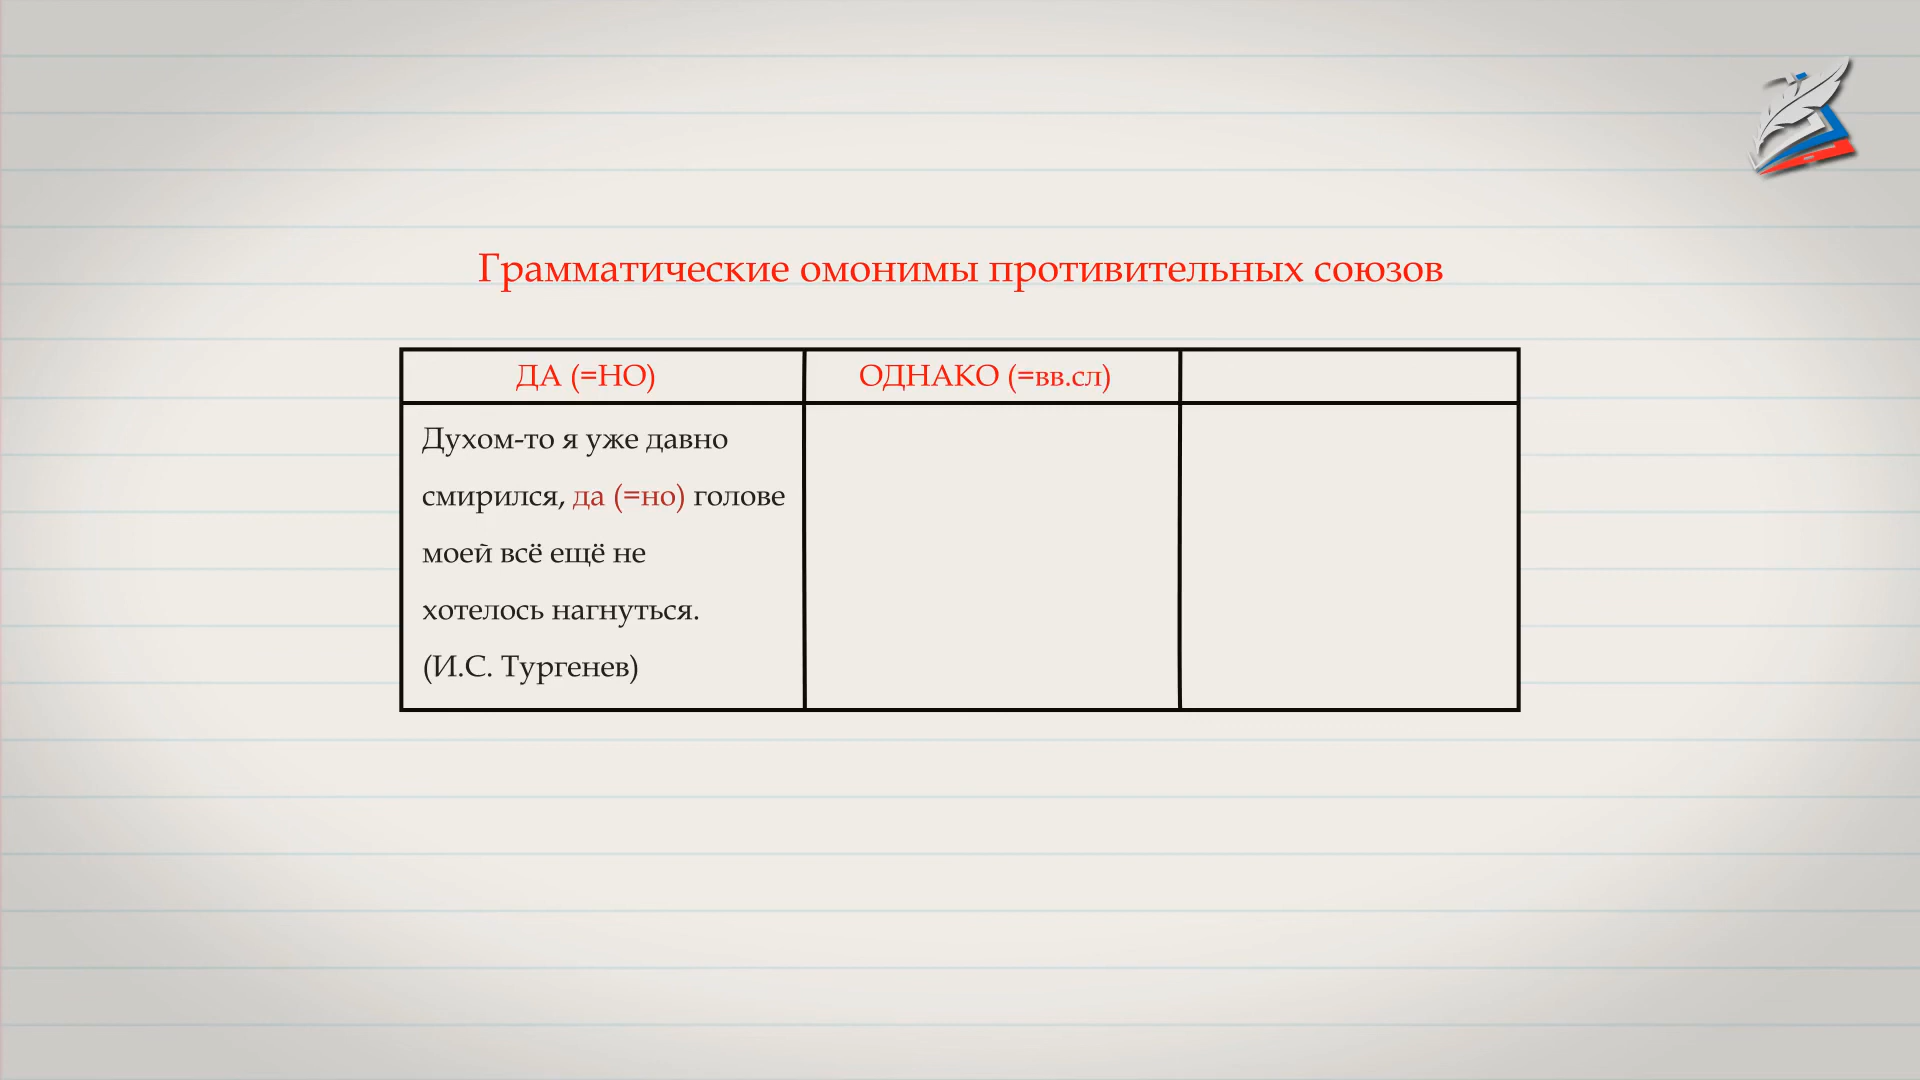 Грамматические омонимы противительных союзов
ДА (=НО)
ОДНАКО (=вв.сл)
Духом-то я уже давно
смирился, да (=но) голове
моей всё ещё не
хотелось нагнуться.
(И.С. Тургенев)